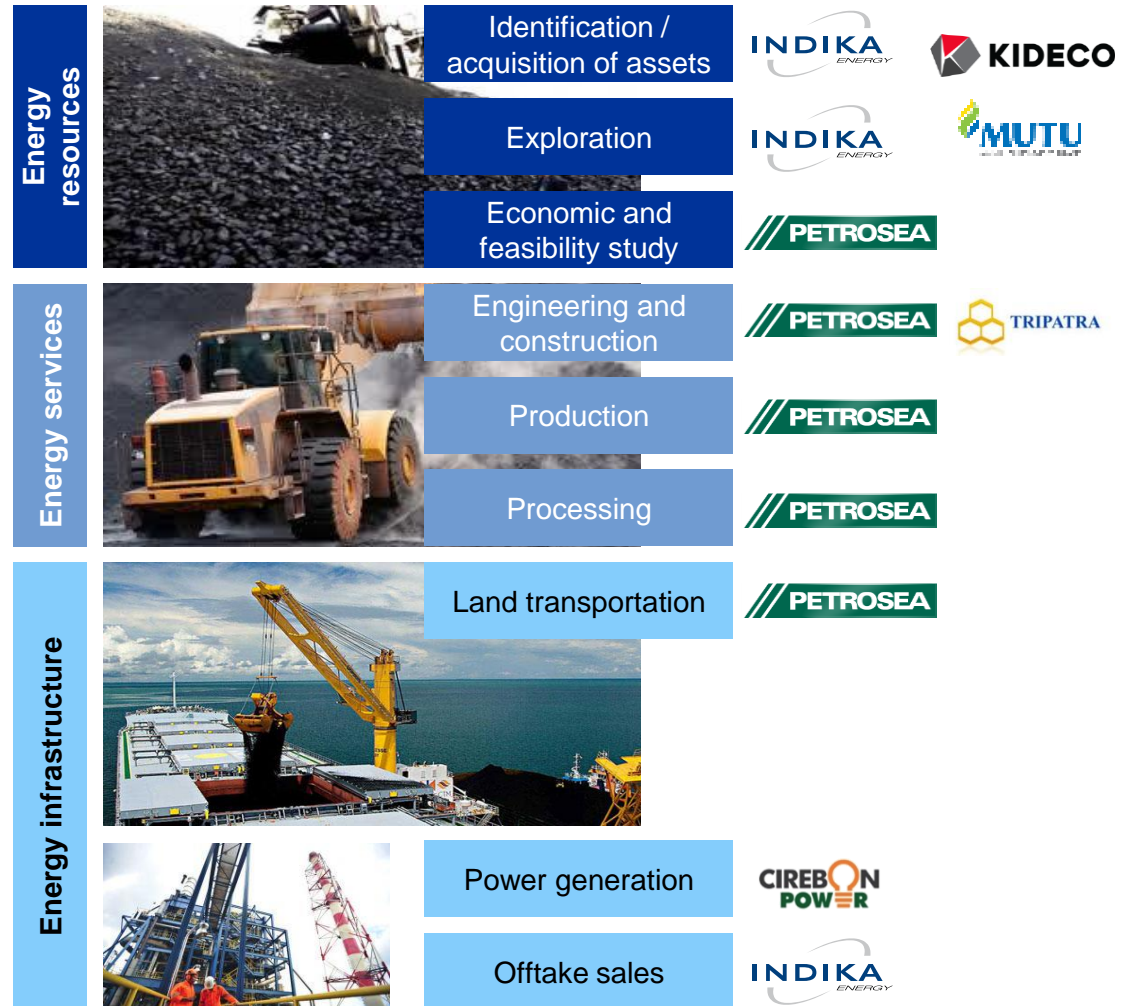 Energy
resources
Identification /
acquisition of assets
INDIKA
ENERGY
KIDECO
Exploration
INDIKA
ENERGY
MUTU
Economic and
feasibility study
PETROSEA
Energy services
Engineering and
construction
PETROSEA
TRIPATRA
Production
PETROSEA
Processing
PETROSEA
Energy infrastructure
Land transportation
PETROSEA
Power generation
CIREBON
POWER
Offtake sales
INDIKA
ENERGY